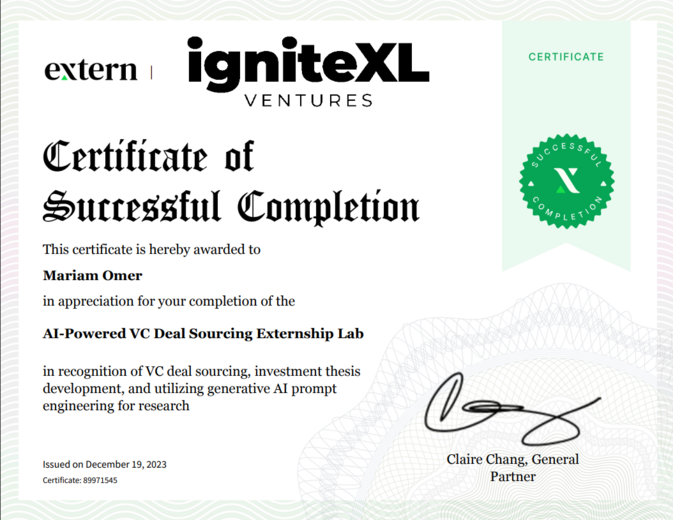 extern | igniteXL
VENTURES
CERTIFICATE
SUCCESSFUL
COMPLETION
Certificate of
Successful Completion
This certificate is hereby awarded to
Mariam Omer
in appreciation for your completion of the
AI-Powered VC Deal Sourcing Externship Lab
in recognition of VC deal sourcing, investment thesis
development, and utilizing generative AI prompt
engineering for research
Issued on December 19, 2023
Certificate: 89971545
Claire Chang, General
Partner